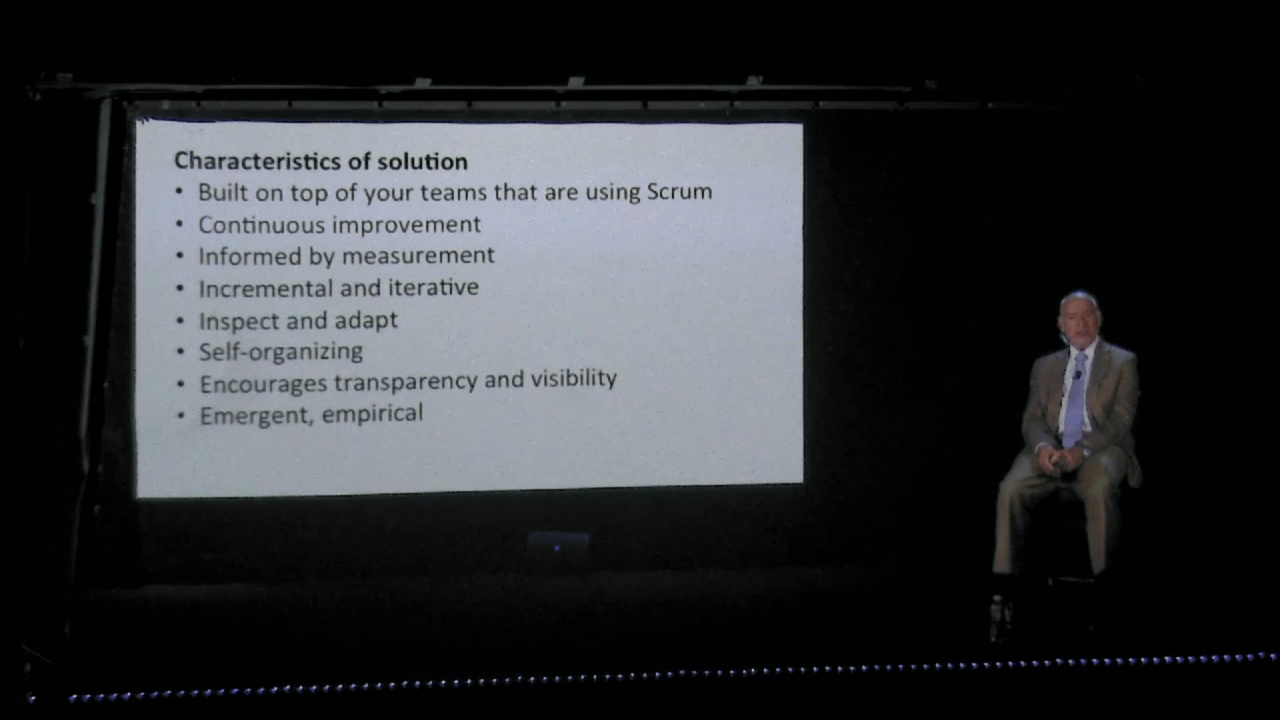 Characteristics of solution
• Built on top of your teams that are using Scrum
• Continuous improvement
• Informed by measurement
• Incremental and iterative
• Inspect and adapt
• Self-organizing
• Encourages transparency and visibility
• Emergent, empirical